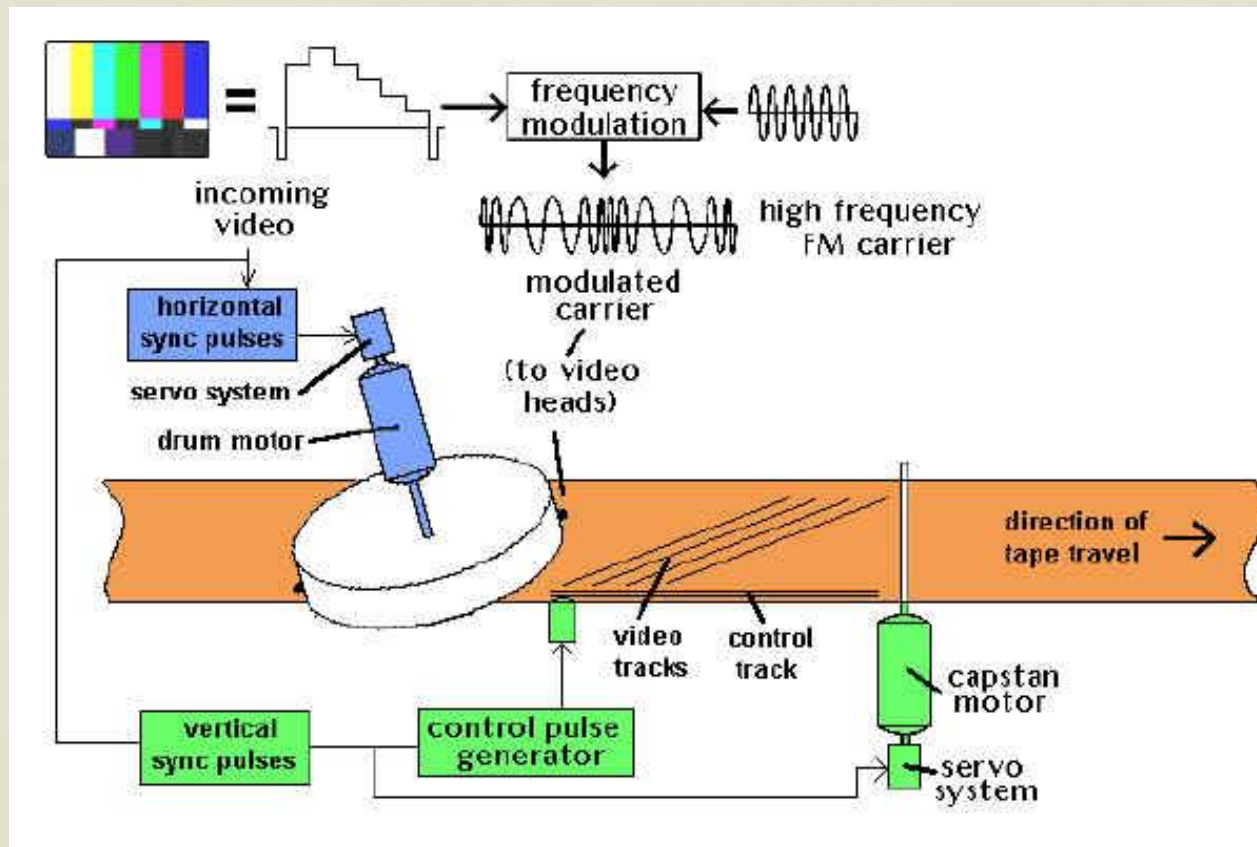 =
frequency
modulation
incoming
video
high frequency
FM carrier
modulated
carrier
(to video
heads)
horizontal
sync pulses
servo system
drum motor
direction of
tape travel
video
tracks
control
track
capstan
motor
vertical
sync pulses
control pulse
generator
servo
system